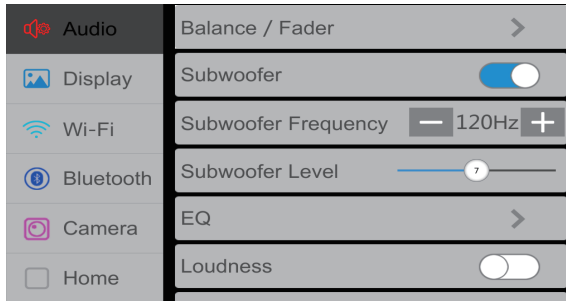 Audio
Display
Wi-Fi
Bluetooth
Camera
Home
Balance / Fader
Subwoofer
Subwoofer Frequency 120Hz
Subwoofer Level 7
EQ
Loudness